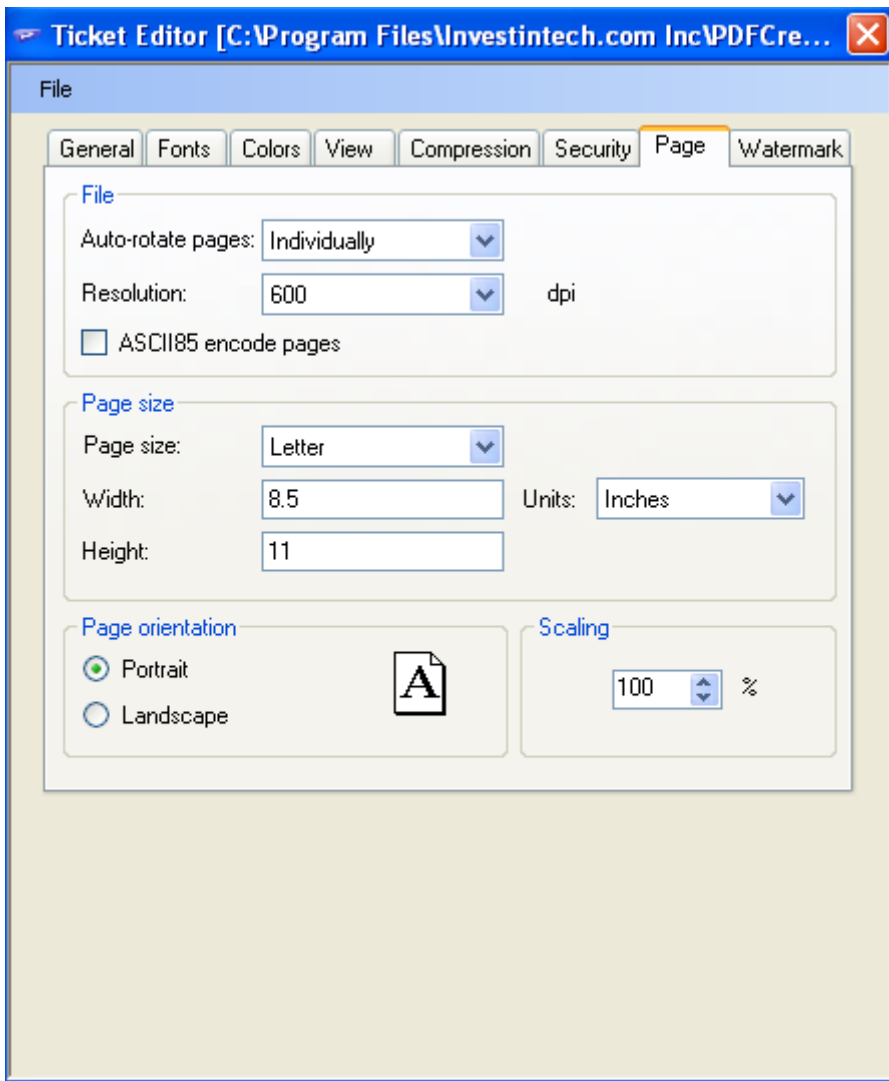 Ticket Editor [C:\Program Files\Investintech.com Inc\PDFCre...
File
General Fonts Colors View Compression Security Page Watermark
File
Auto-rotate pages: Individually
Resolution: 600 dpi
ASCII85 encode pages
Page size
Page size: Letter
Width: 8.5 Units: Inches
Height: 11
Page orientation Scaling
Portrait
A
100 %
Landscape